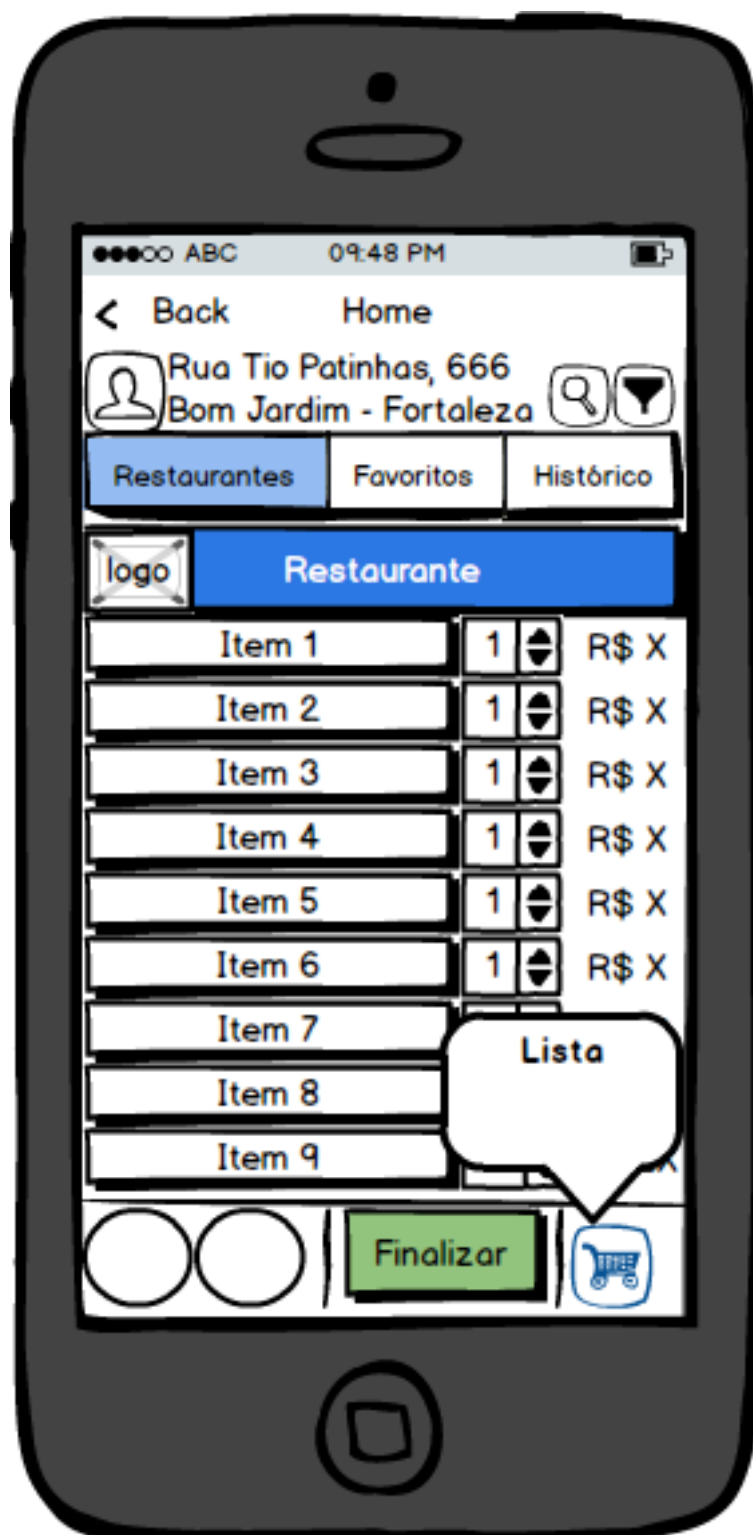 ABC 09:48 PM
Back Home
Rua Tio Patinhas, 666
Bom Jardim - Fortaleza
Restaurantes Favoritos Histórico
logo Restaurante
Item 1 1 R$ X
Item 2 1 R$ X
Item 3 1 R$ X
Item 4 1 R$ X
Item 5 1 R$ X
Item 6 1 R$ X
Item 7
Lista
Item 8
Item 9 X
Finalizar